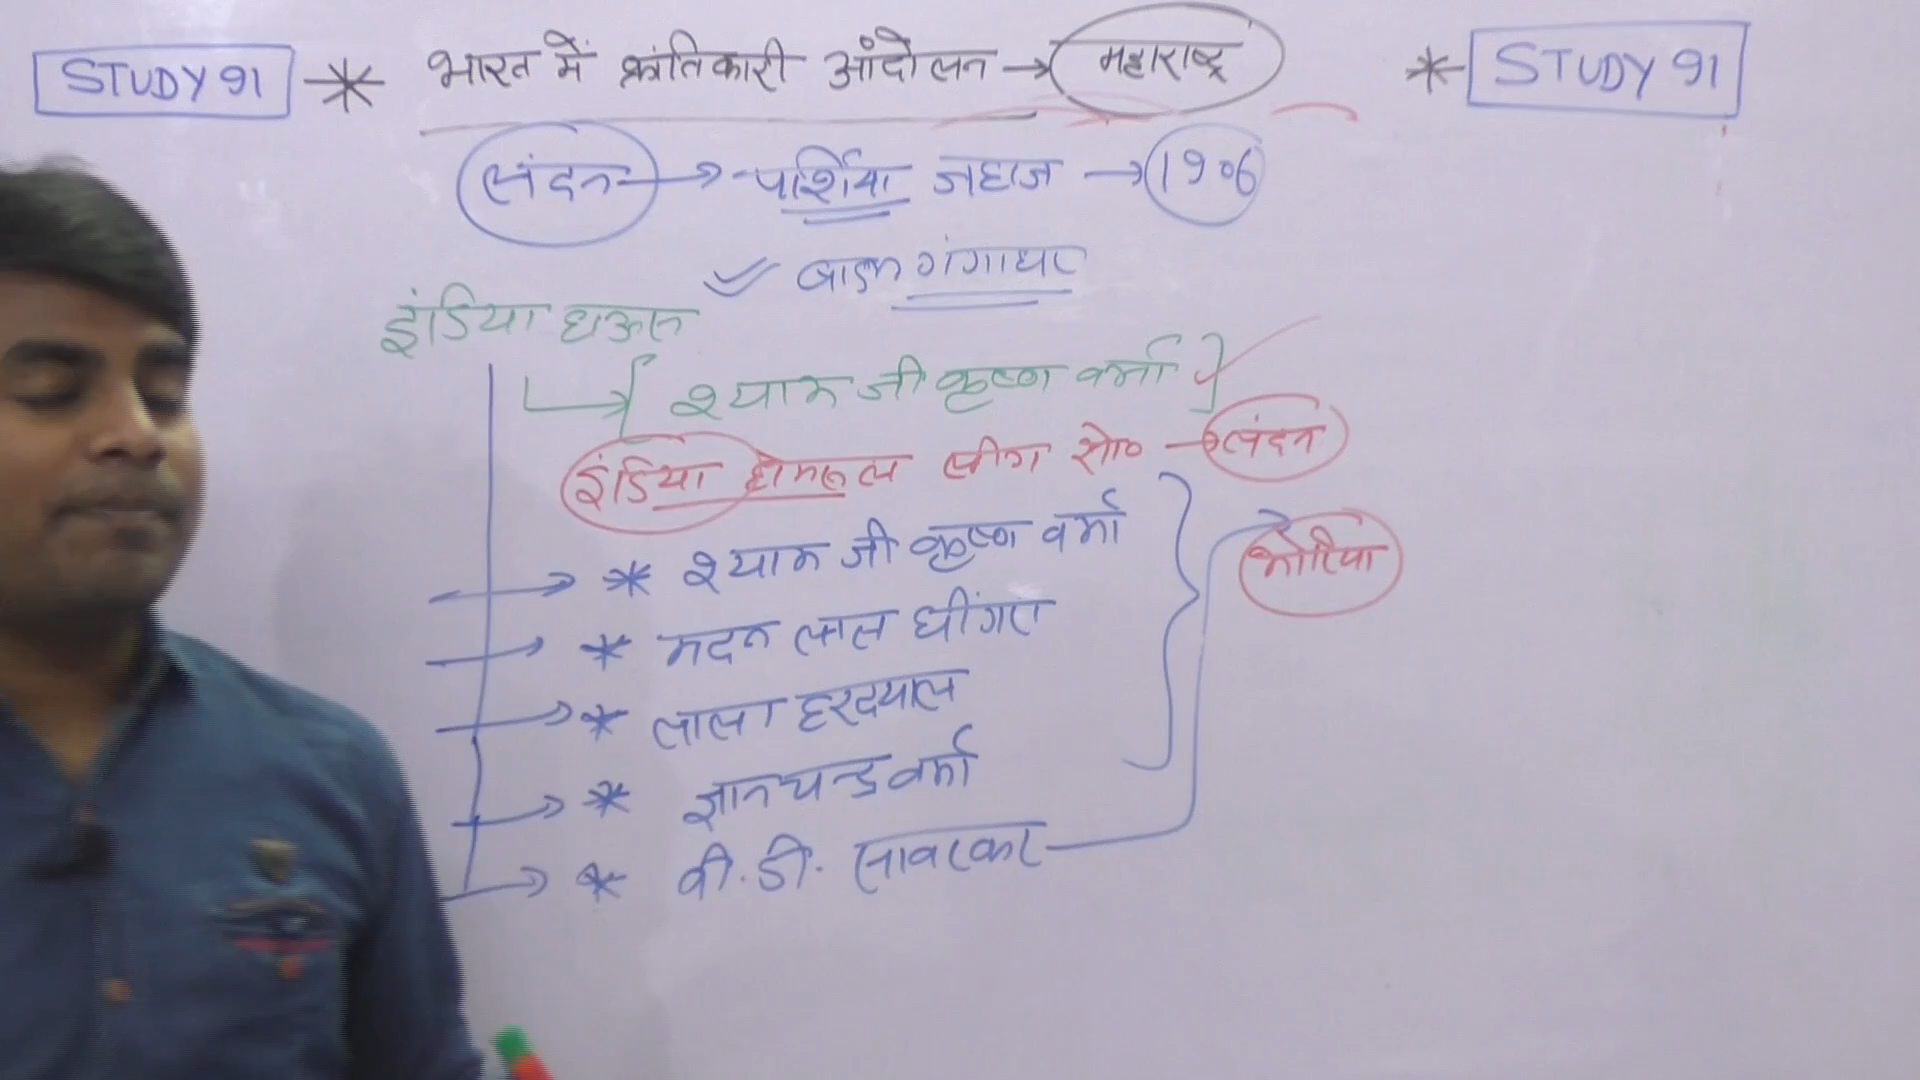 STUDY 91 * भारत में क्रांतिकारी आंदोलन → महाराष्ट्र * STUDY 91
लंदन → पर्शिया जहाज → 1906
गंगाधर
इंडिया हाऊस
→ { श्याम जी कृष्ण वर्मा }
इंडिया होमरूल लीग सो० → लंदन
→ * श्याम जी कृष्ण वर्मा
→ * मदन लाल धींगरा
→ * लाला हरदयाल
→ * ज्ञानचन्द्र वर्मा
→ * वी.डी. सावरकर